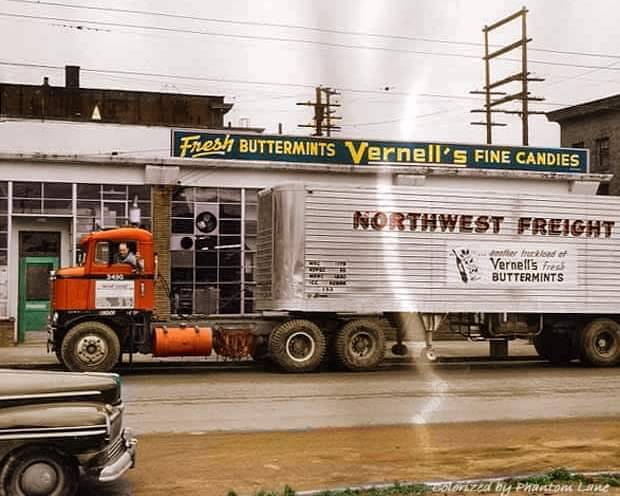 Fresh BUTTERMINTS Vernell's FINE CANDIES
NORTHWEST FREIGHT
...another truckload of
Vernell's fresh
BUTTERMINTS
Colorized by Phantom Lane